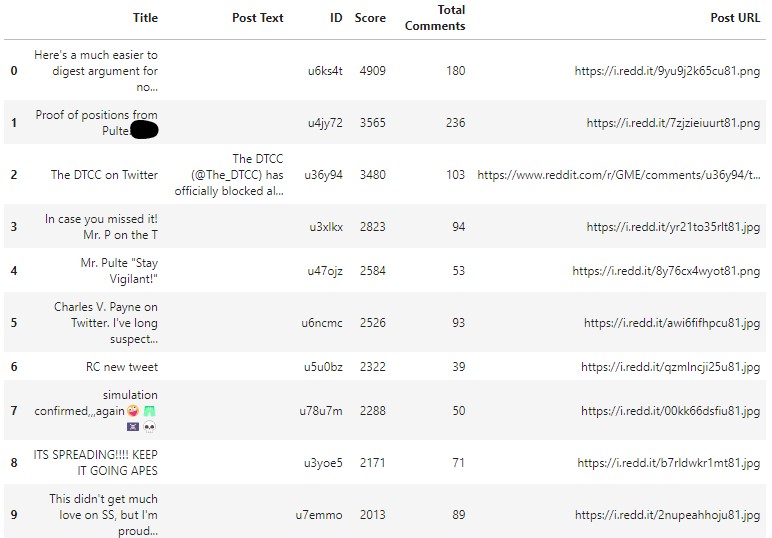 Title Post Text ID Score Total Comments Post URL
0 Here's a much easier to digest argument for no... u6ks4t 4909 180 https://i.redd.it/9yu9j2k65cu81.png
1 Proof of positions from Pulte. u4jy72 3565 236 https://i.redd.it/7zjzieiuurt81.png
2 The DTCC on Twitter The DTCC (@The_DTCC) has officially blocked al... u36y94 3480 103 https://www.reddit.com/r/GME/comments/u36y94/t...
3 In case you missed it! Mr. P on the T u3xlkx 2823 94 https://i.redd.it/yr21to35rlt81.jpg
4 Mr. Pulte "Stay Vigilant!" u47ojz 2584 53 https://i.redd.it/8y76cx4wyot81.png
5 Charles V. Payne on Twitter. I've long suspect... u6ncmc 2526 93 https://i.redd.it/awi6fifhpcu81.jpg
6 RC new tweet u5u0bz 2322 39 https://i.redd.it/qzmlncji25u81.jpg
7 simulation confirmed,,,again🤪🩳🏴‍☠️💀 u78u7m 2288 50 https://i.redd.it/00kk66dsfiu81.jpg
8 ITS SPREADING!!!! KEEP IT GOING APES u3yoe5 2171 71 https://i.redd.it/b7rldwkr1mt81.jpg
9 This didn't get much love on SS, but I'm proud... u7emmo 2013 89 https://i.redd.it/2nupeahhoju81.jpg